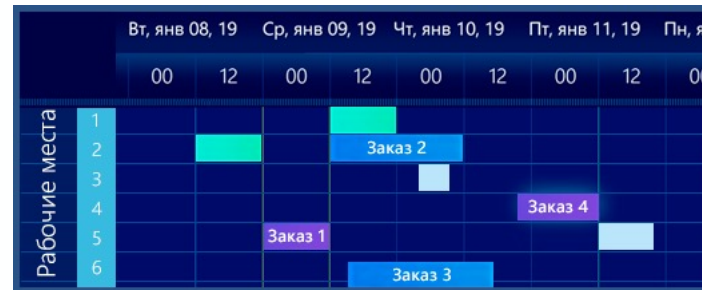 Вт, янв 08, 19 Ср, янв 09, 19 Чт, янв 10, 19 Пт, янв 11, 19 Пн, я
00 12 00 12 00 12 00 12 0
Рабочие места
1
2 Заказ 2
3
4 Заказ 4
5 Заказ 1
6 Заказ 3